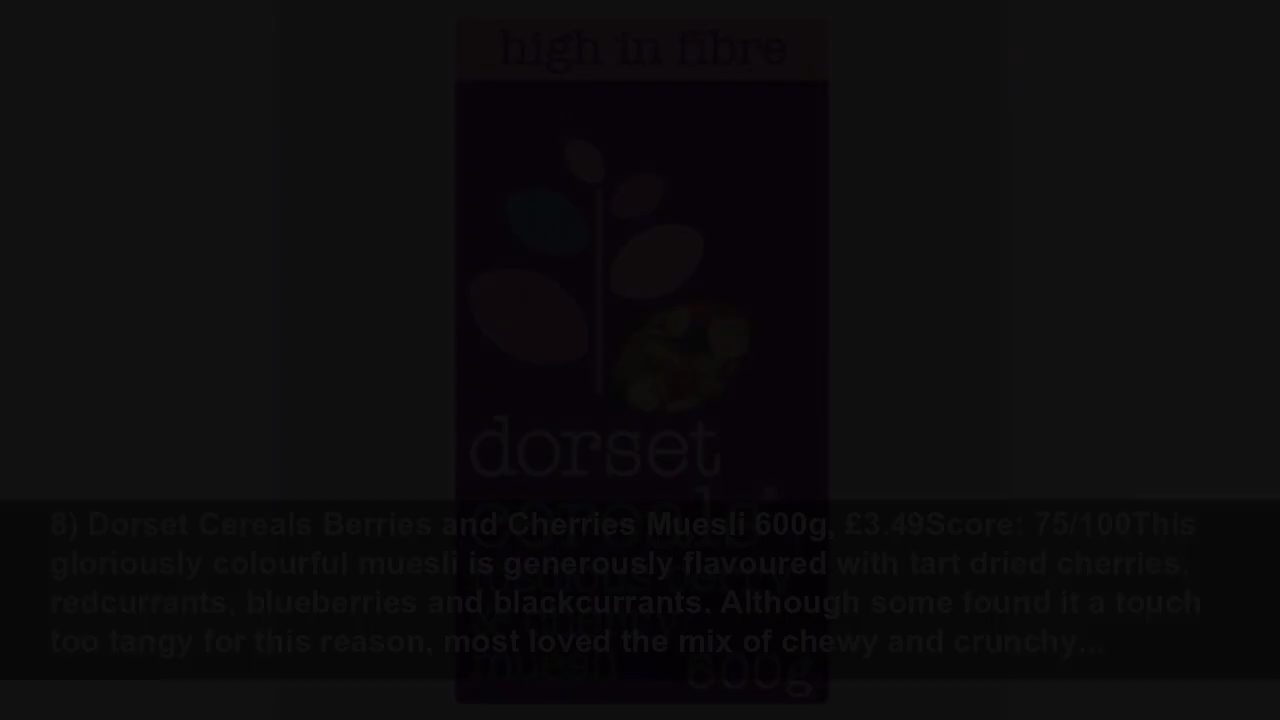 high in fibre
dorset
cereals
8) Dorset Cereals Berries and Cherries Muesli 600g, £3.49Score: 75/100This
gloriously colourful muesli is generously flavoured with tart dried cherries,
redcurrants, blueberries and blackcurrants. Although some found it a touch
too tangy for this reason, most loved the mix of chewy and crunchy...
muesli 600g